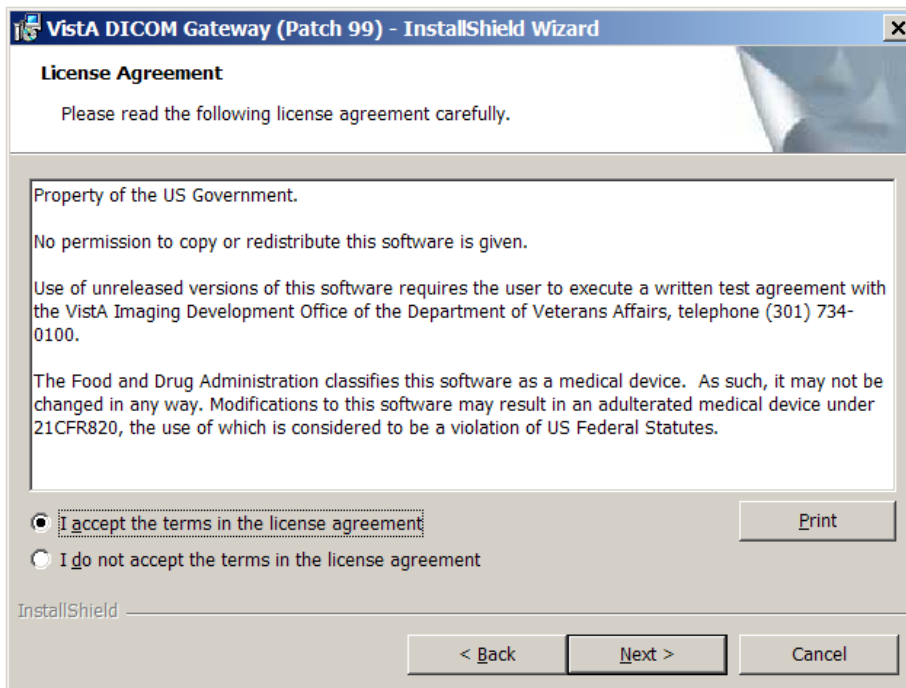 VistA DICOM Gateway (Patch 99) - InstallShield Wizard
License Agreement
Please read the following license agreement carefully.
Property of the US Government.
No permission to copy or redistribute this software is given.
Use of unreleased versions of this software requires the user to execute a written test agreement with
the VistA Imaging Development Office of the Department of Veterans Affairs, telephone (301) 734-
0100.
The Food and Drug Administration classifies this software as a medical device.  As such, it may not be
changed in any way. Modifications to this software may result in an adulterated medical device under
21CFR820, the use of which is considered to be a violation of US Federal Statutes.
I accept the terms in the license agreement
Print
I do not accept the terms in the license agreement
InstallShield
< Back
Next >
Cancel